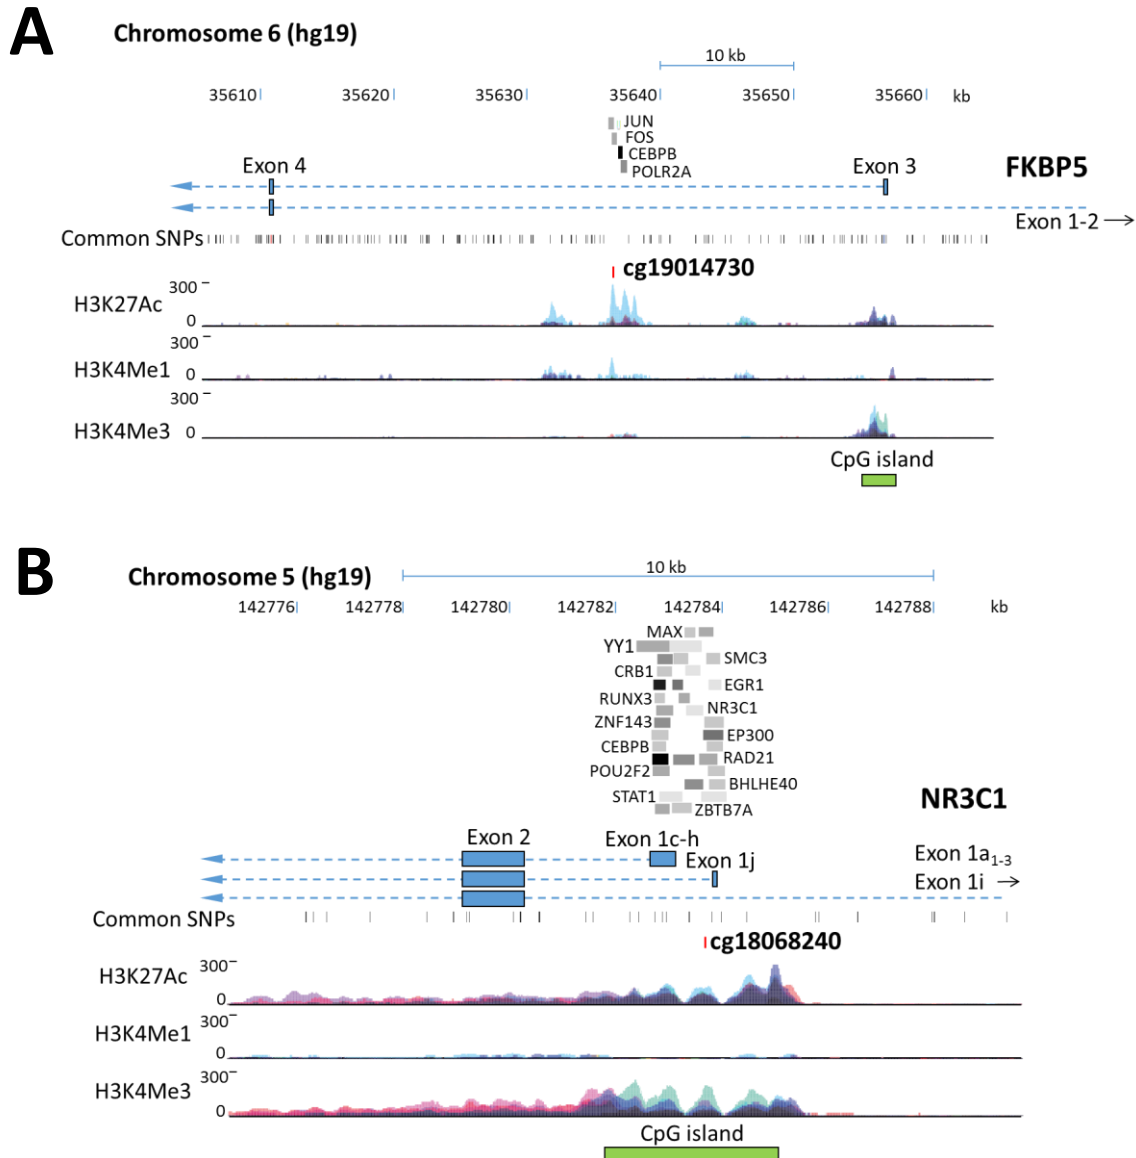 A
Chromosome 6 (hg19)
10 kb
35610 35620 35630 35640 35650 35660 kb
JUN
FOS
CEBPB
POLR2A
Exon 4 Exon 3 FKBP5
Exon 1-2
Common SNPs
cg19014730
H3K27Ac 300 0
H3K4Me1 300 0
H3K4Me3 300 0
CpG island
B
Chromosome 5 (hg19) 10 kb
142776 142778 142780 142782 142784 142786 142788 kb
MAX
YY1
SMC3
CRB1
EGR1
RUNX3
NR3C1
ZNF143
EP300
CEBPB
RAD21
POU2F2
BHLHE40
STAT1
ZBTB7A
NR3C1
Exon 2 Exon 1c-h
Exon 1j Exon 1a1-3
Exon 1i
Common SNPs
cg18068240
H3K27Ac 300 0
H3K4Me1 300 0
H3K4Me3 300 0
CpG island